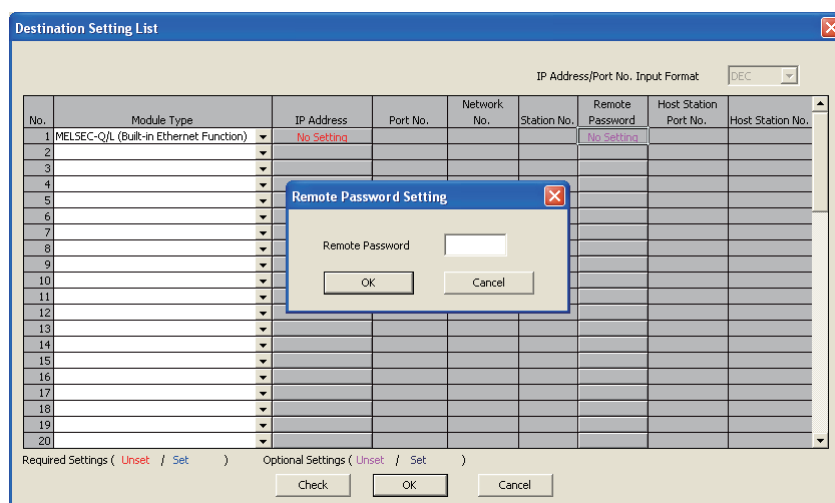 Destination Setting List
IP Address/Port No. Input Format DEC
No. Module Type IP Address Port No. Network No. Station No. Remote Password Host Station Port No. Host Station No.
1 MELSEC-Q/L (Built-in Ethernet Function) No Setting No Setting
2
3
4
5
6
7
8
9
10
11
12
13
14
15
16
17
18
19
20
Remote Password Setting
Remote Password
OK Cancel
Required Settings ( Unset / Set ) Optional Settings ( Unset / Set )
Check OK Cancel